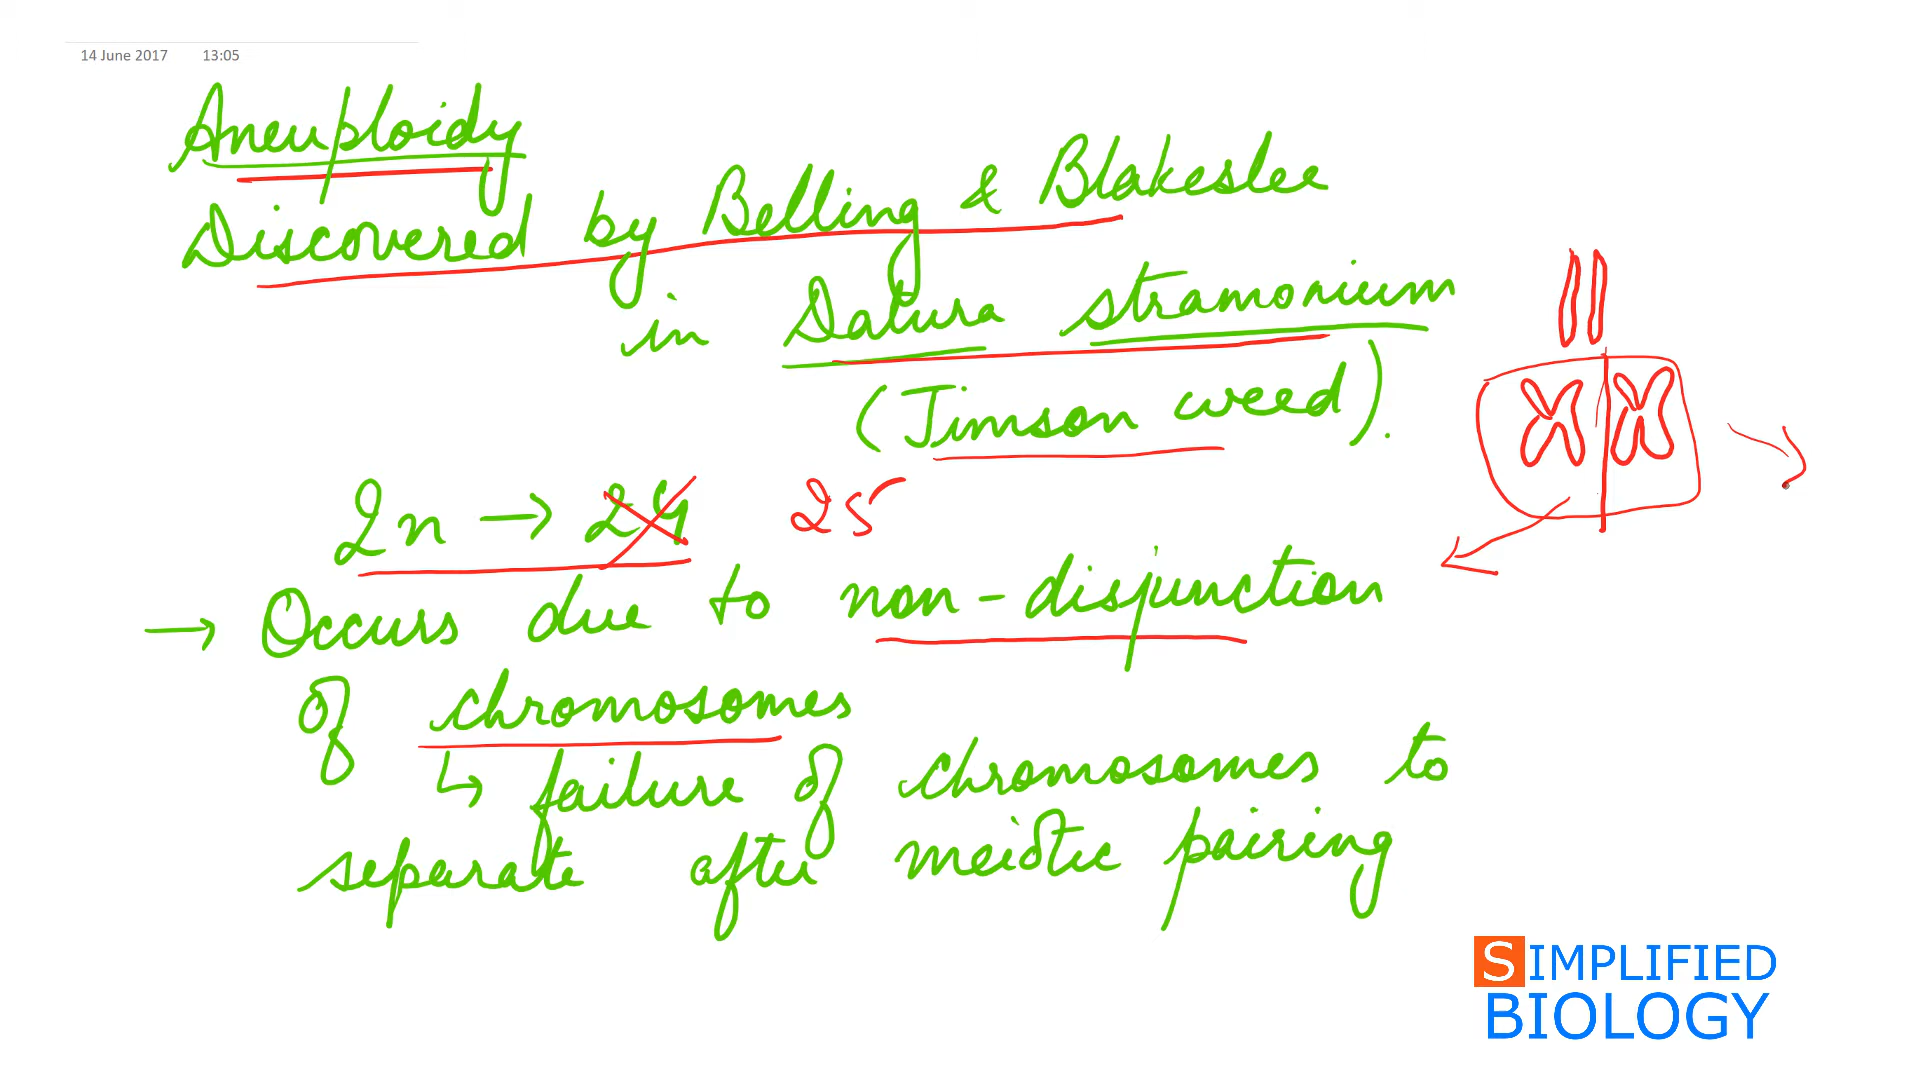 14 June 2017 13:05
Aneuploidy
Discovered by Belling & Blakeslee
in Datura stramonium
(Jimson weed).
2n → 24 25
→ Occurs due to non-disjunction
of chromosomes
↳ failure of chromosomes to
separate after meiotic pairing
SIMPLIFIED
BIOLOGY